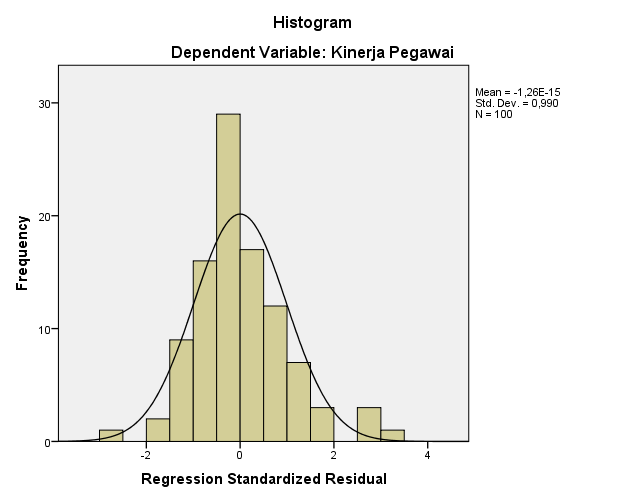 Histogram
Dependent Variable: Kinerja Pegawai
Mean = -1,26E-15
Std. Dev. = 0,990
N = 100
30
20
10
0
Frequency
-2
0
2
4
Regression Standardized Residual